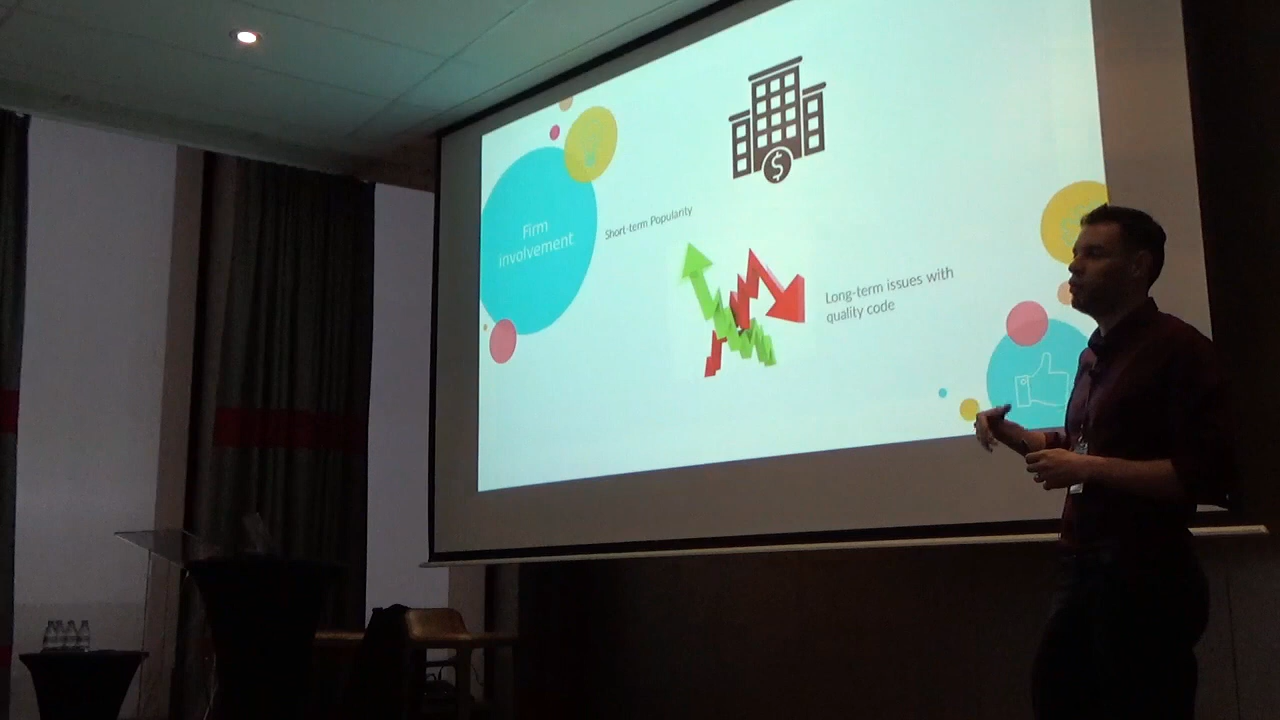 Firm
involvement
Short-term Popularity
$
Long-term issues with
quality code